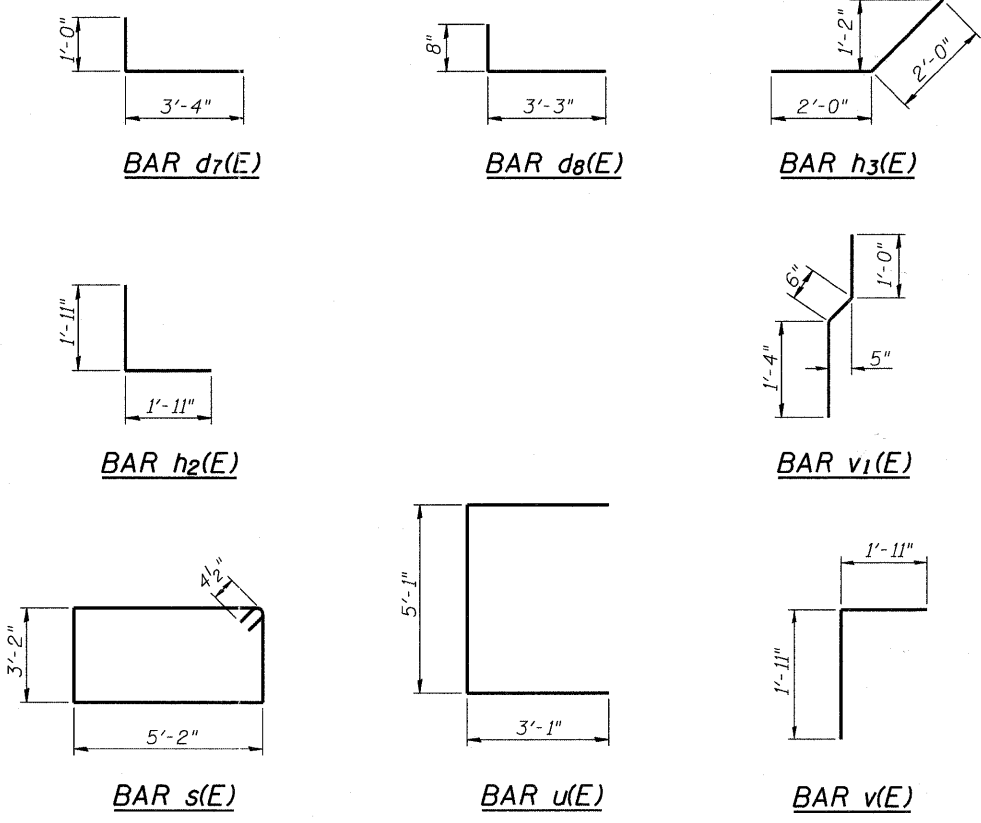 1'-0"
3'-4"
BAR d7(E)
8"
3'-3"
BAR d8(E)
1'-2"
2'-0"
2'-0"
BAR h3(E)
1'-11"
1'-11"
BAR h2(E)
6"
1'-0"
1'-4"
5"
BAR v1(E)
4½"
3'-2"
5'-2"
BAR s(E)
5'-1"
3'-1"
BAR u(E)
1'-11"
1'-11"
BAR v(E)